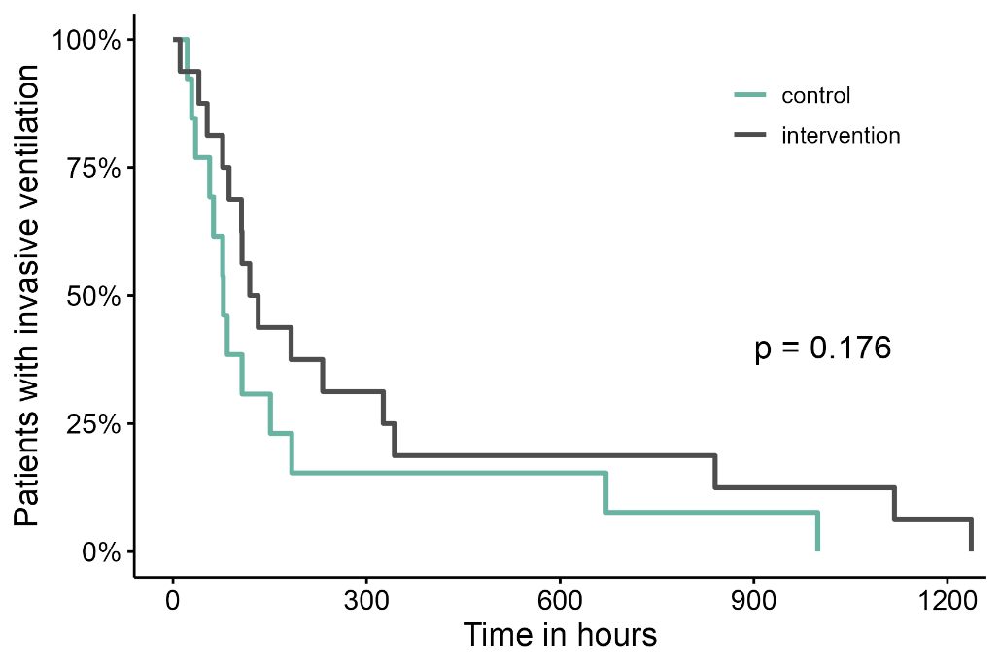 Patients with invasive ventilation
100%
75%
50%
25%
0%
control
intervention
p = 0.176
0 300 600 900 1200
Time in hours